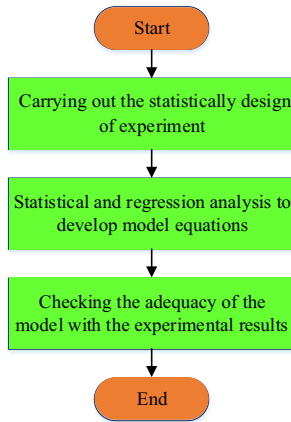 Start
Carrying out the statistically design
of experiment
Statistical and regression analysis to
develop model equations
Checking the adequacy of the
model with the experimental results
End